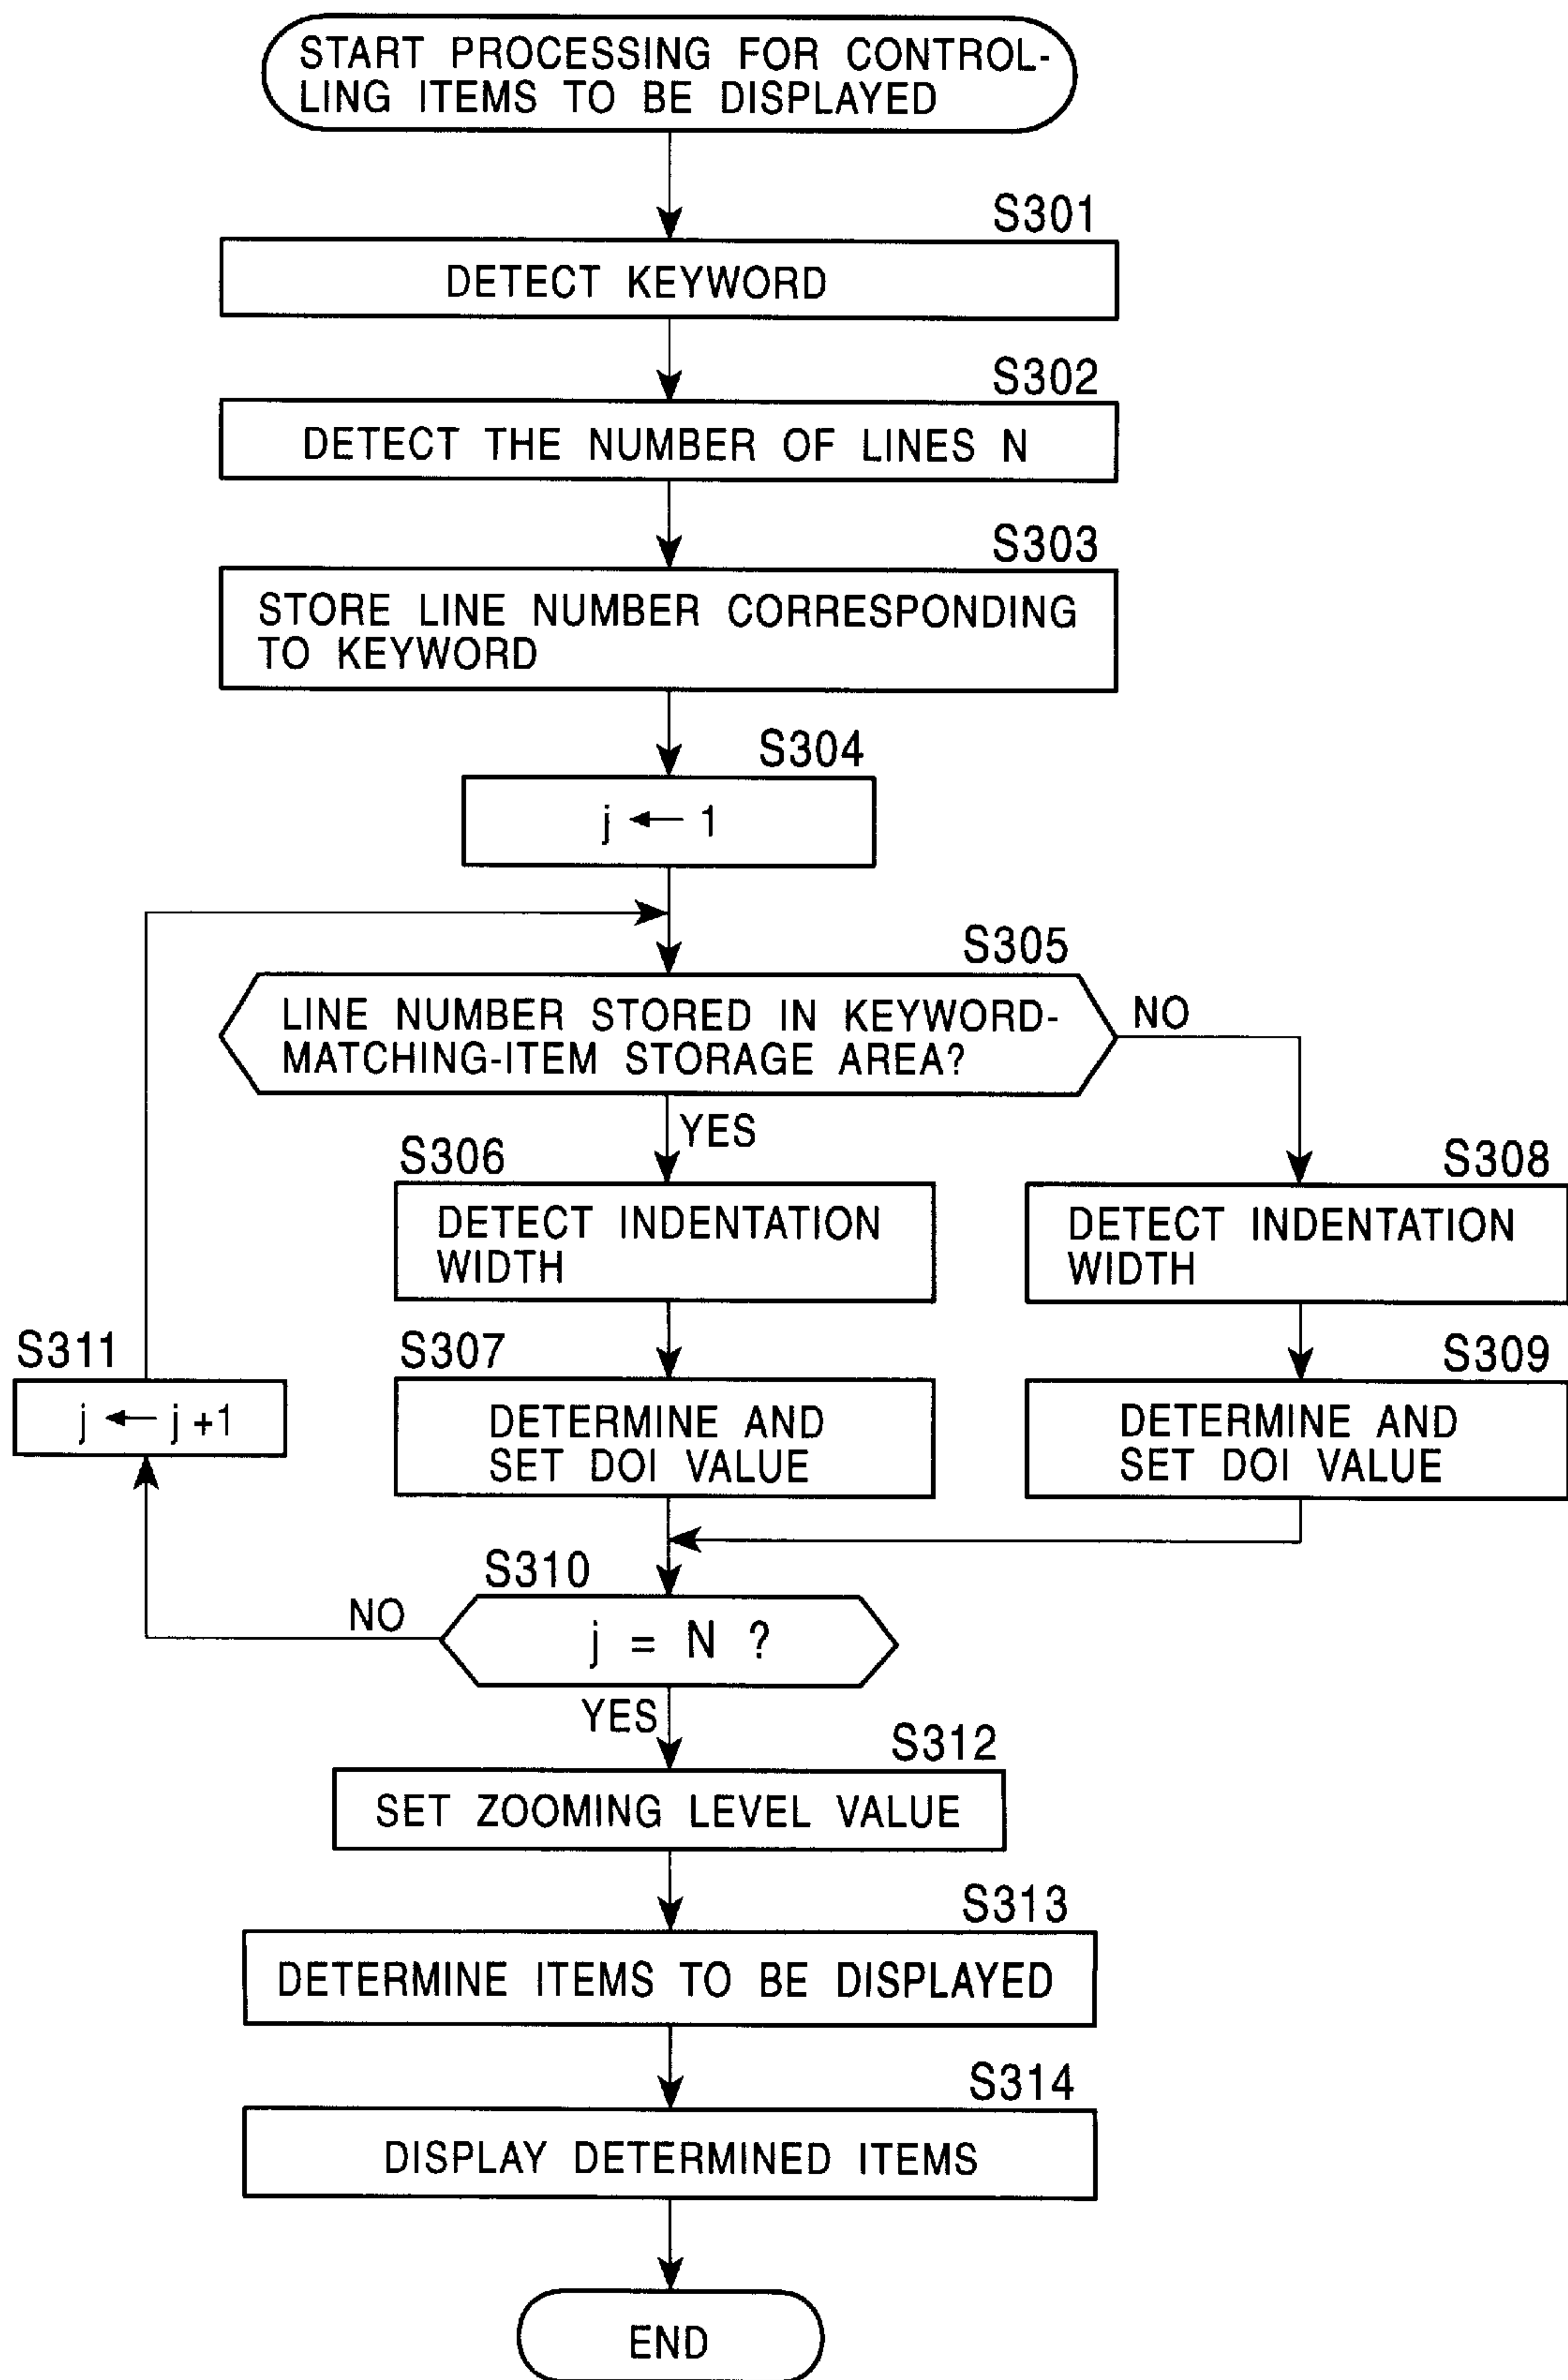 START PROCESSING FOR CONTROL-
LING ITEMS TO BE DISPLAYED
S301
DETECT KEYWORD
S302
DETECT THE NUMBER OF LINES N
S303
STORE LINE NUMBER CORRESPONDING
TO KEYWORD
S304
j ← 1
S305
LINE NUMBER STORED IN KEYWORD-
MATCHING-ITEM STORAGE AREA?
NO
YES
S306
DETECT INDENTATION
WIDTH
S308
DETECT INDENTATION
WIDTH
S311
j ← j +1
S307
DETERMINE AND
SET DOI VALUE
S309
DETERMINE AND
SET DOI VALUE
S310
NO
j = N ?
YES
S312
SET ZOOMING LEVEL VALUE
S313
DETERMINE ITEMS TO BE DISPLAYED
S314
DISPLAY DETERMINED ITEMS
END